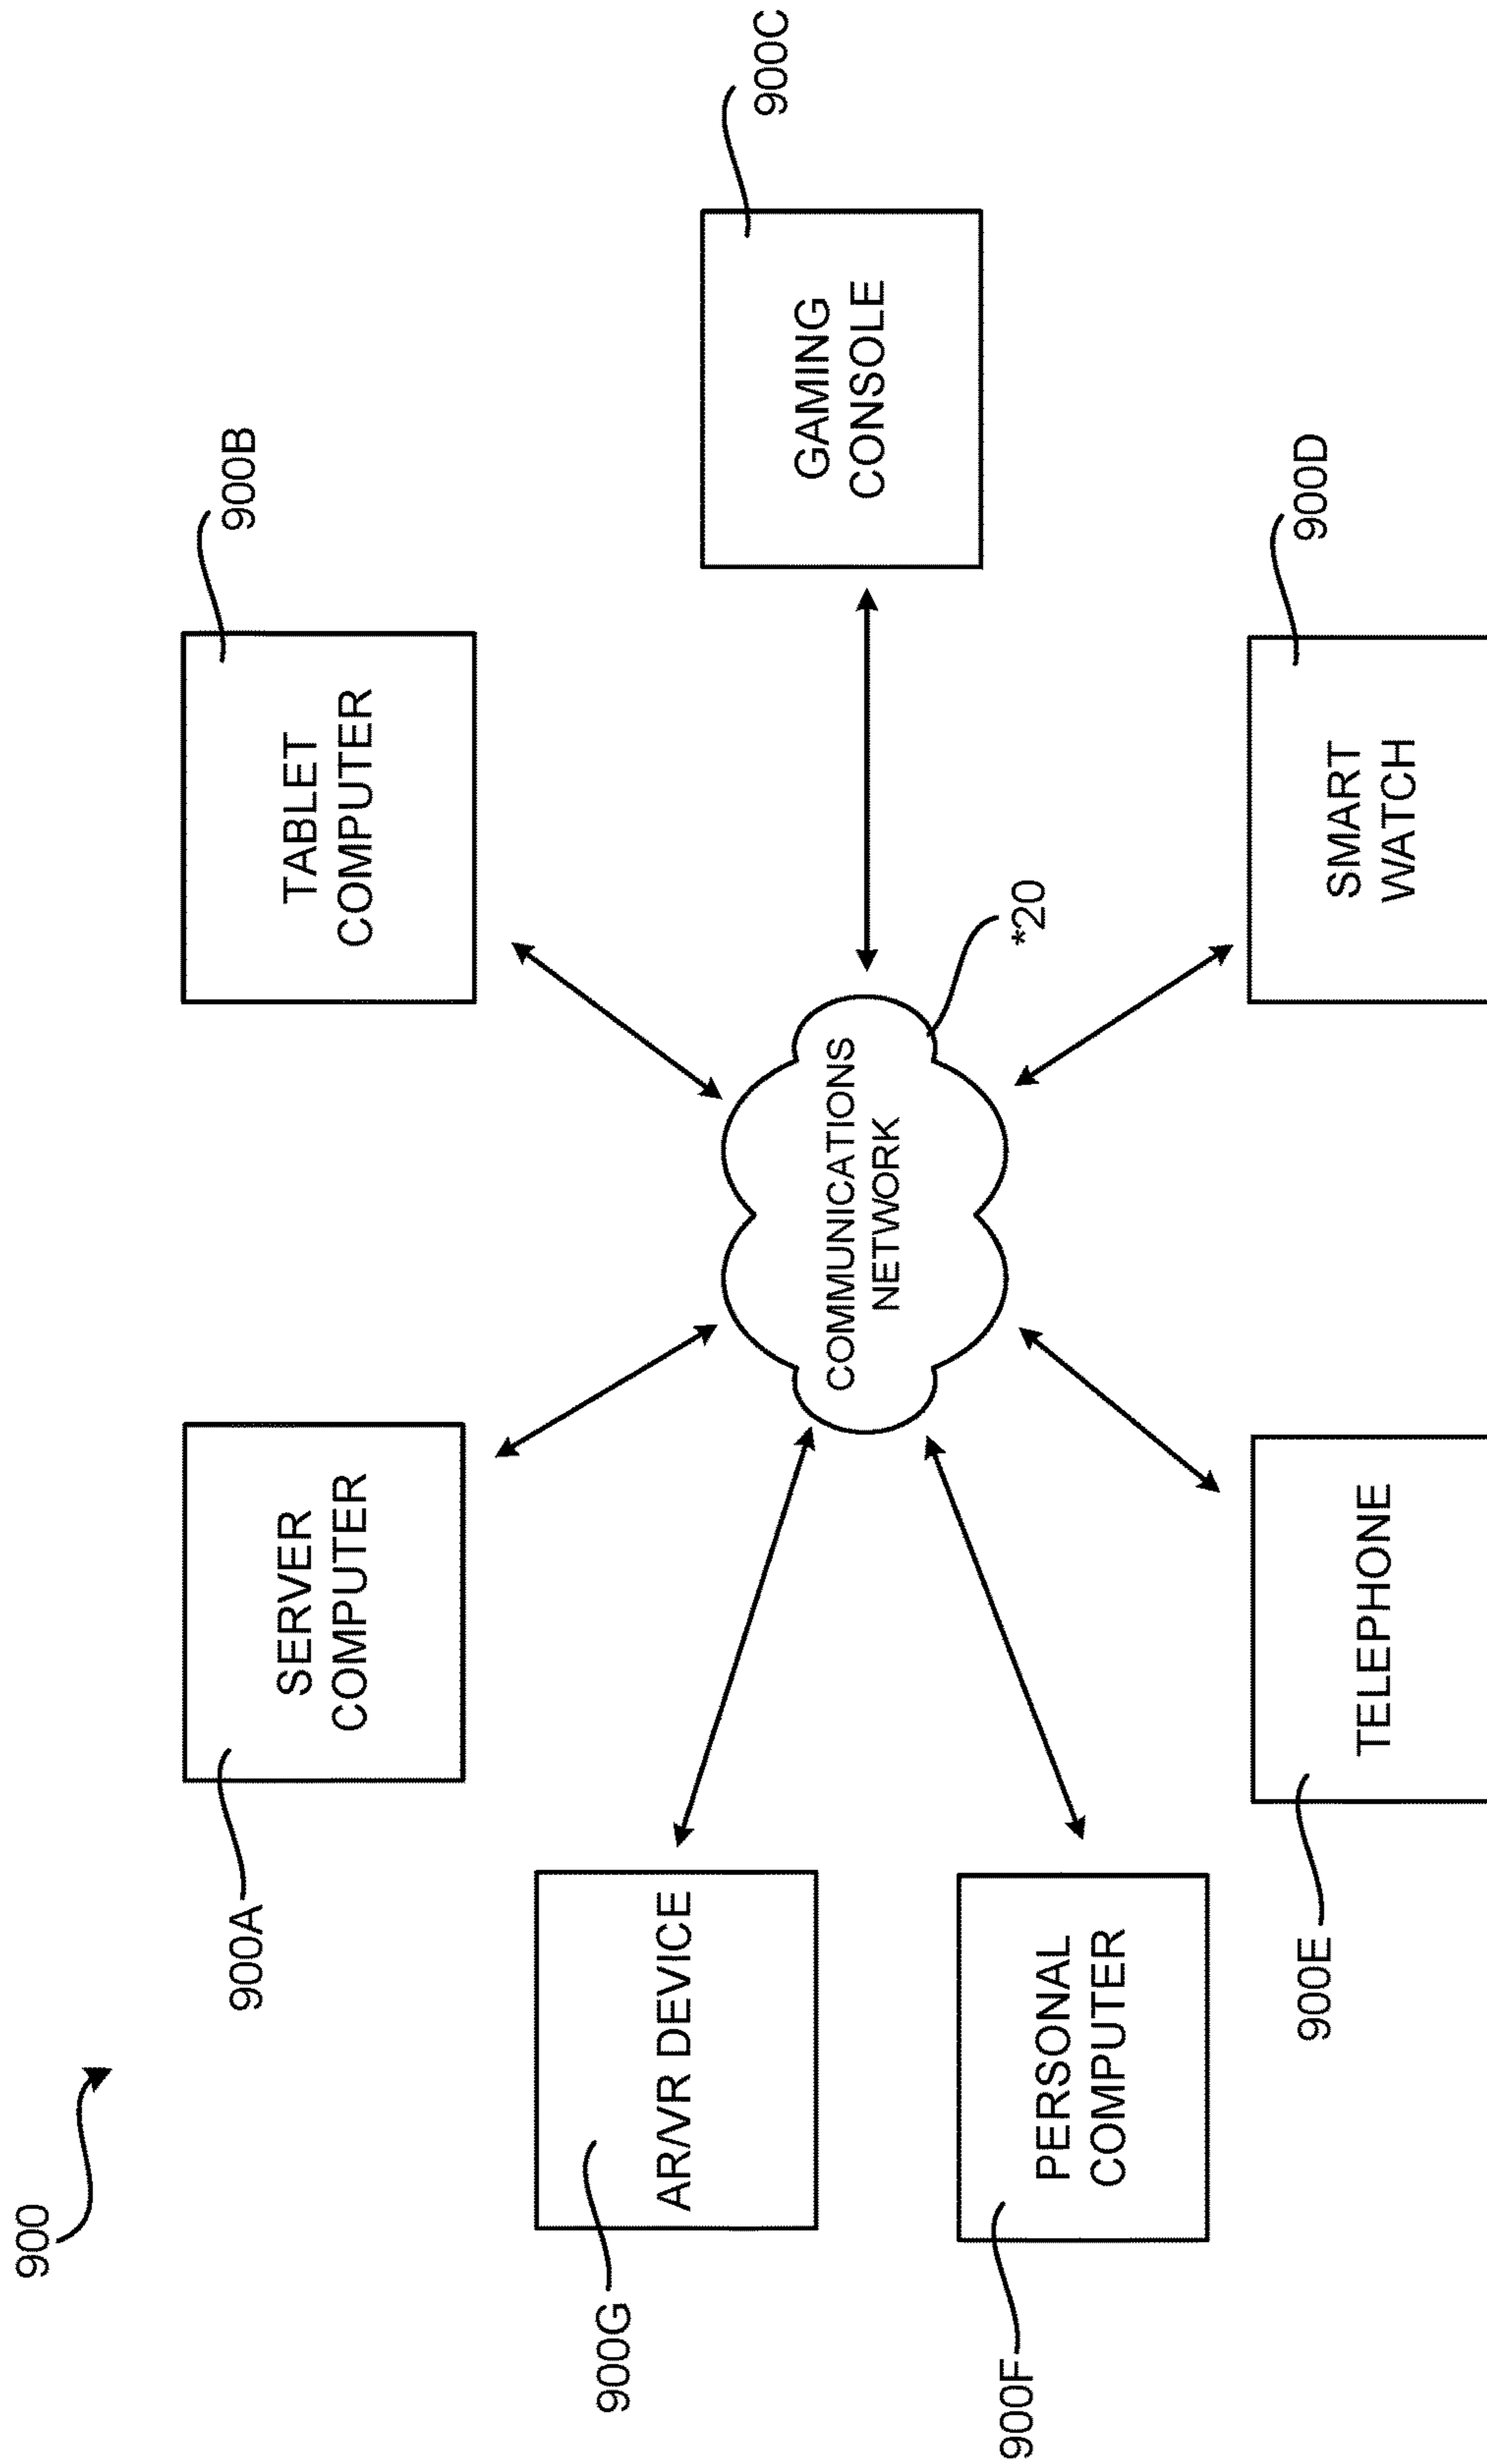 900
900A
SERVER
COMPUTER
TABLET
COMPUTER
900B
900G
AR/VR DEVICE
COMMUNICATIONS
NETWORK
*20
GAMING
CONSOLE
900C
900F
PERSONAL
COMPUTER
900E
TELEPHONE
SMART
WATCH
900D